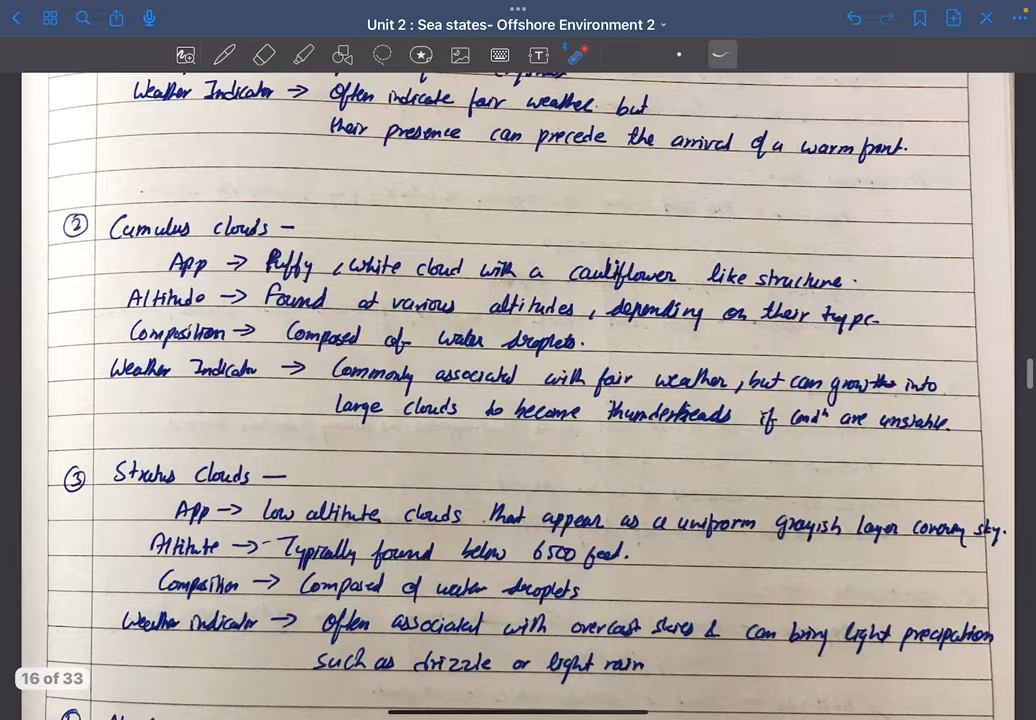 Unit 2 : Sea states- Offshore Environment 2
Weather Indicator → Often indicate fair weather but
their presence can precede the arrival of a warm front.
② Cumulus clouds –
App → Puffy, white cloud with a cauliflower like structure.
Altitude → Found at various altitudes, depending on their type.
Composition → Composed of water droplets.
Weather Indicator → Commonly associated with fair weather, but can grow into
large clouds to become thunderheads if condⁿ are unstable.
③ Stratus Clouds –
App → low altitute clouds that appear as a uniform grayish layer covering sky.
Altitute → Typically found below 6500 feet.
Composition → Composed of water droplets
Weather indicator → Often associated with overcast skies & can bring light precipation
such as drizzle or light rain
16 of 33